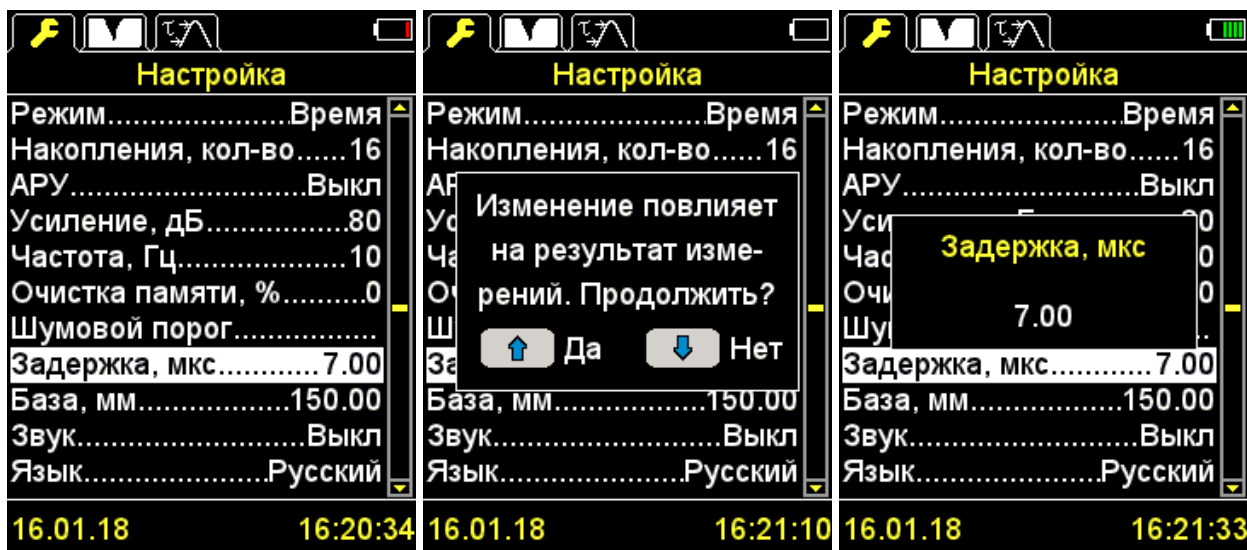 Настройка
Режим....................Время
Накопления, кол-во......16
АРУ..........................Выкл
Усиление, дБ................80
Частота, Гц...................10
Очистка памяти, %..........0
Шумовой порог................
Задержка, мкс............7.00
База, мм.................150.00
Звук.........................Выкл
Язык.....................Русский
16.01.18 16:20:34
Настройка
Режим....................Время
Накопления, кол-во......16
Изменение повлияет
на результат изме-
рений. Продолжить?
Да Нет
База, мм.................150.00
Звук.........................Выкл
Язык.....................Русский
16.01.18 16:21:10
Настройка
Режим....................Время
Накопления, кол-во......16
АРУ..........................Выкл
Задержка, мкс
7.00
Задержка, мкс............7.00
База, мм.................150.00
Звук.........................Выкл
Язык.....................Русский
16.01.18 16:21:33